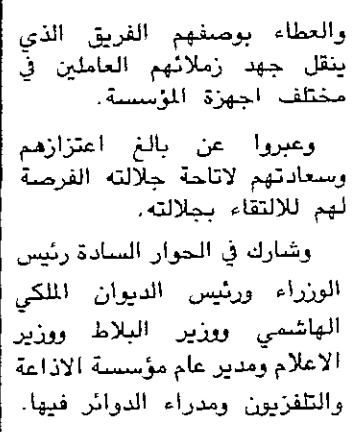 والعطاء بوصفهم الفريق الذي
ينقل جهد زملائهم العاملين في
مختلف اجهزة المؤسسة.
وعبروا عن بالغ اعتزازهم
وسعادتهم لاتاحة جلالته الفرصة
لهم للالتقاء بجلالته.
وشارك في الحوار السادة رئيس
الوزراء ورئيس الديوان الملكي
الهاشمي ووزير البلاط ووزير
الاعلام ومدير عام مؤسسة الاذاعة
والتلفزيون ومدراء الدوائر فيها.